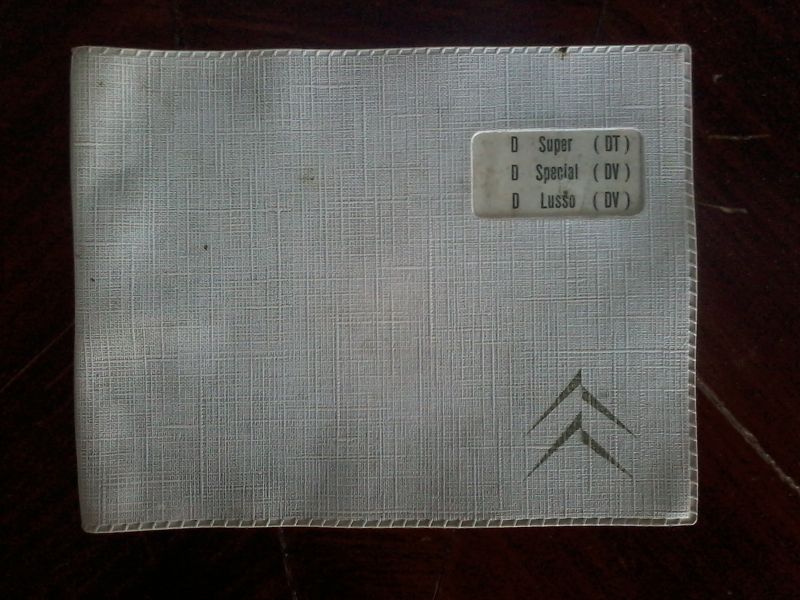 D Super (DT)
D Special (DV)
D Lusso (DV)